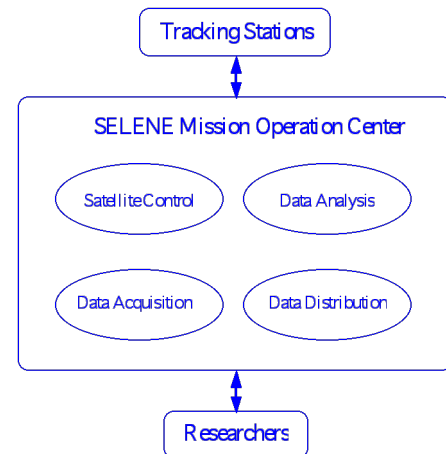 Tracking Stations
SELENE Mission Operation Center
Satellite Control
Data Analysis
Data Acquisition
Data Distribution
Researchers